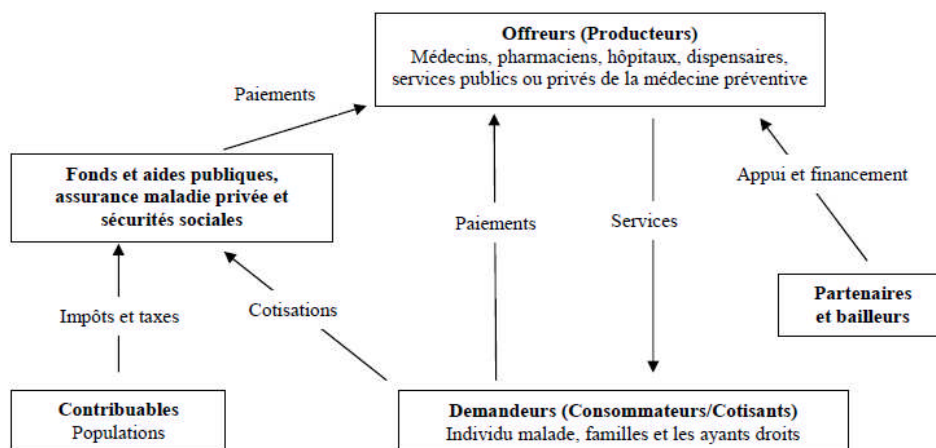 Offreurs (Producteurs)
Médecins, pharmaciens, hôpitaux, dispensaires,
services publics ou privés de la médecine préventive
Paiements
Fonds et aides publiques,
assurance maladie privée et
sécurités sociales
Appui et financement
Paiements
Services
Partenaires
et bailleurs
Impôts et taxes
Cotisations
Contribuables
Populations
Demandeurs (Consommateurs/Cotisants)
Individu malade, familles et les ayants droits